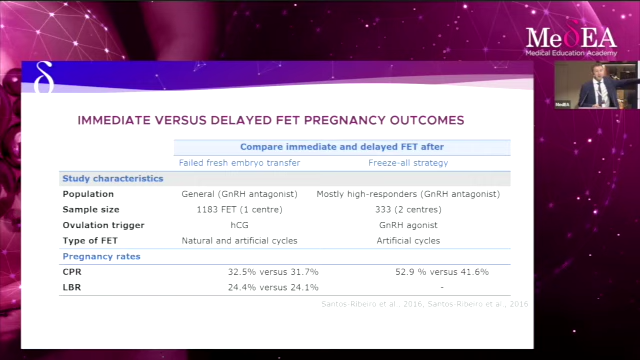 MedEA
Medical Education Academy
MedEA
δ
IMMEDIATE VERSUS DELAYED FET PREGNANCY OUTCOMES
Compare immediate and delayed FET after
Failed fresh embryo transfer Freeze-all strategy
Study characteristics
Population General (GnRH antagonist) Mostly high-responders (GnRH antagonist)
Sample size 1183 FET (1 centre) 333 (2 centres)
Ovulation trigger hCG GnRH agonist
Type of FET Natural and artificial cycles Artificial cycles
Pregnancy rates
CPR 32.5% versus 31.7% 52.9 % versus 41.6%
LBR 24.4% versus 24.1% -
Santos-Ribeiro et al., 2016, Santos-Ribeiro et al., 2016